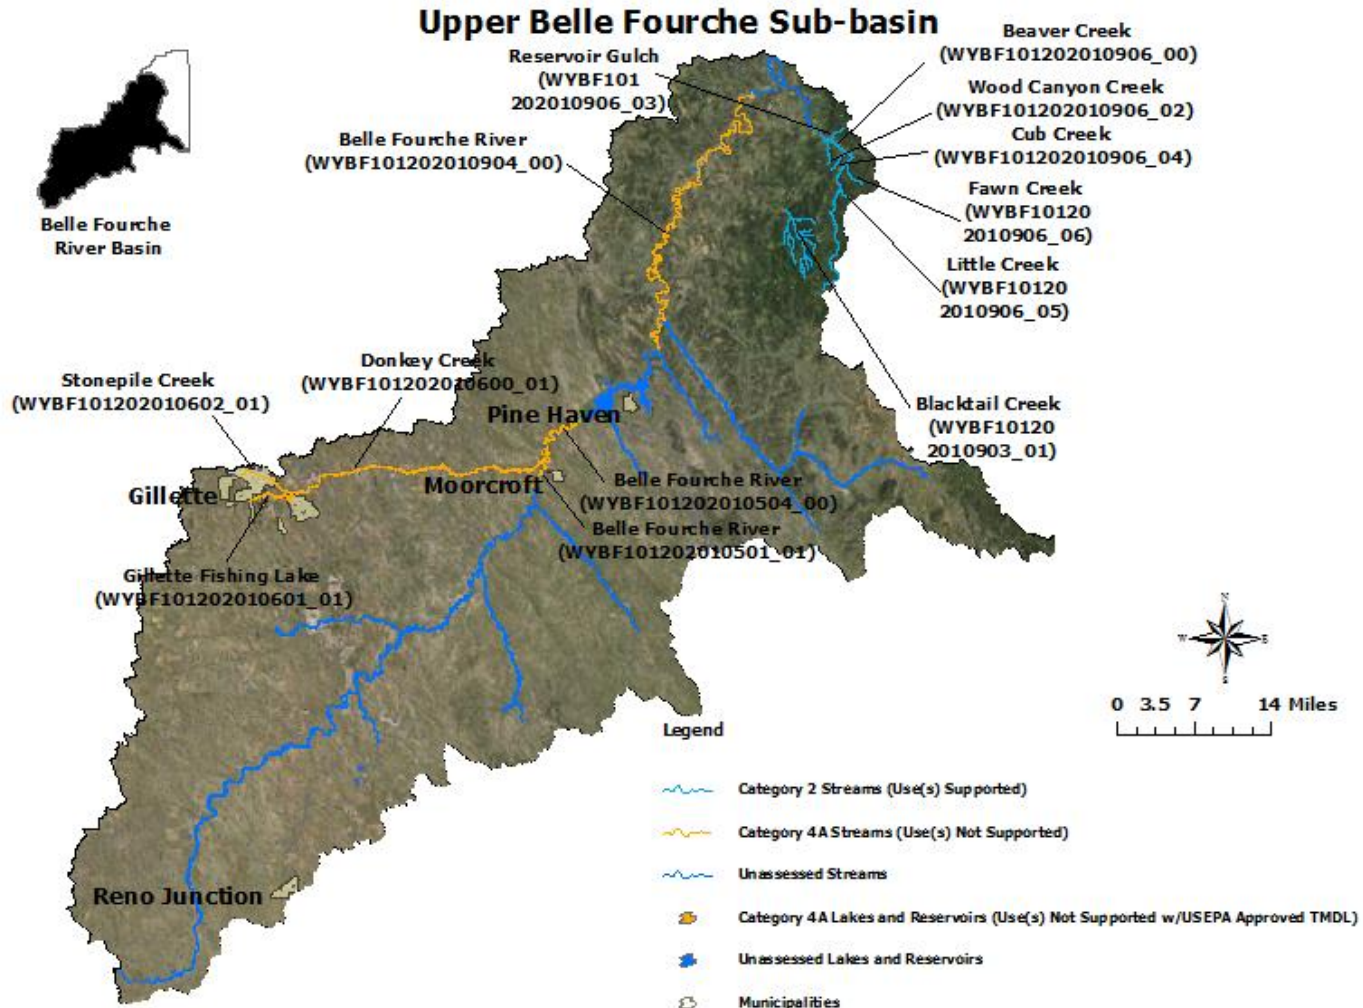 Upper Belle Fourche Sub-basin
Beaver Creek
(WYBF101202010906_00)
Reservoir Gulch
(WYBF101
202010906_03)
Wood Canyon Creek
(WYBF101202010906_02)
Cub Creek
(WYBF101202010906_04)
Belle Fourche River
(WYBF101202010904_00)
Fawn Creek
(WYBF10120
2010906_06)
Belle Fourche
River Basin
Little Creek
(WYBF10120
2010906_05)
Donkey Creek
(WYBF101202010600_01)
Stonepile Creek
(WYBF101202010602_01)
Pine Haven
Blacktail Creek
(WYBF10120
2010903_01)
Gillette
Moorcroft
Belle Fourche River
(WYBF101202010504_00)
Belle Fourche River
(WYBF101202010501_01)
Gillette Fishing Lake
(WYBF101202010601_01)
N
W E
S
0 3.5 7 14 Miles
Legend
Category 2 Streams (Use(s) Supported)
Category 4A Streams (Use(s) Not Supported)
Unassessed Streams
Reno Junction
Category 4A Lakes and Reservoirs (Use(s) Not Supported w/USEPA Approved TMDL)
Unassessed Lakes and Reservoirs
Municipalities